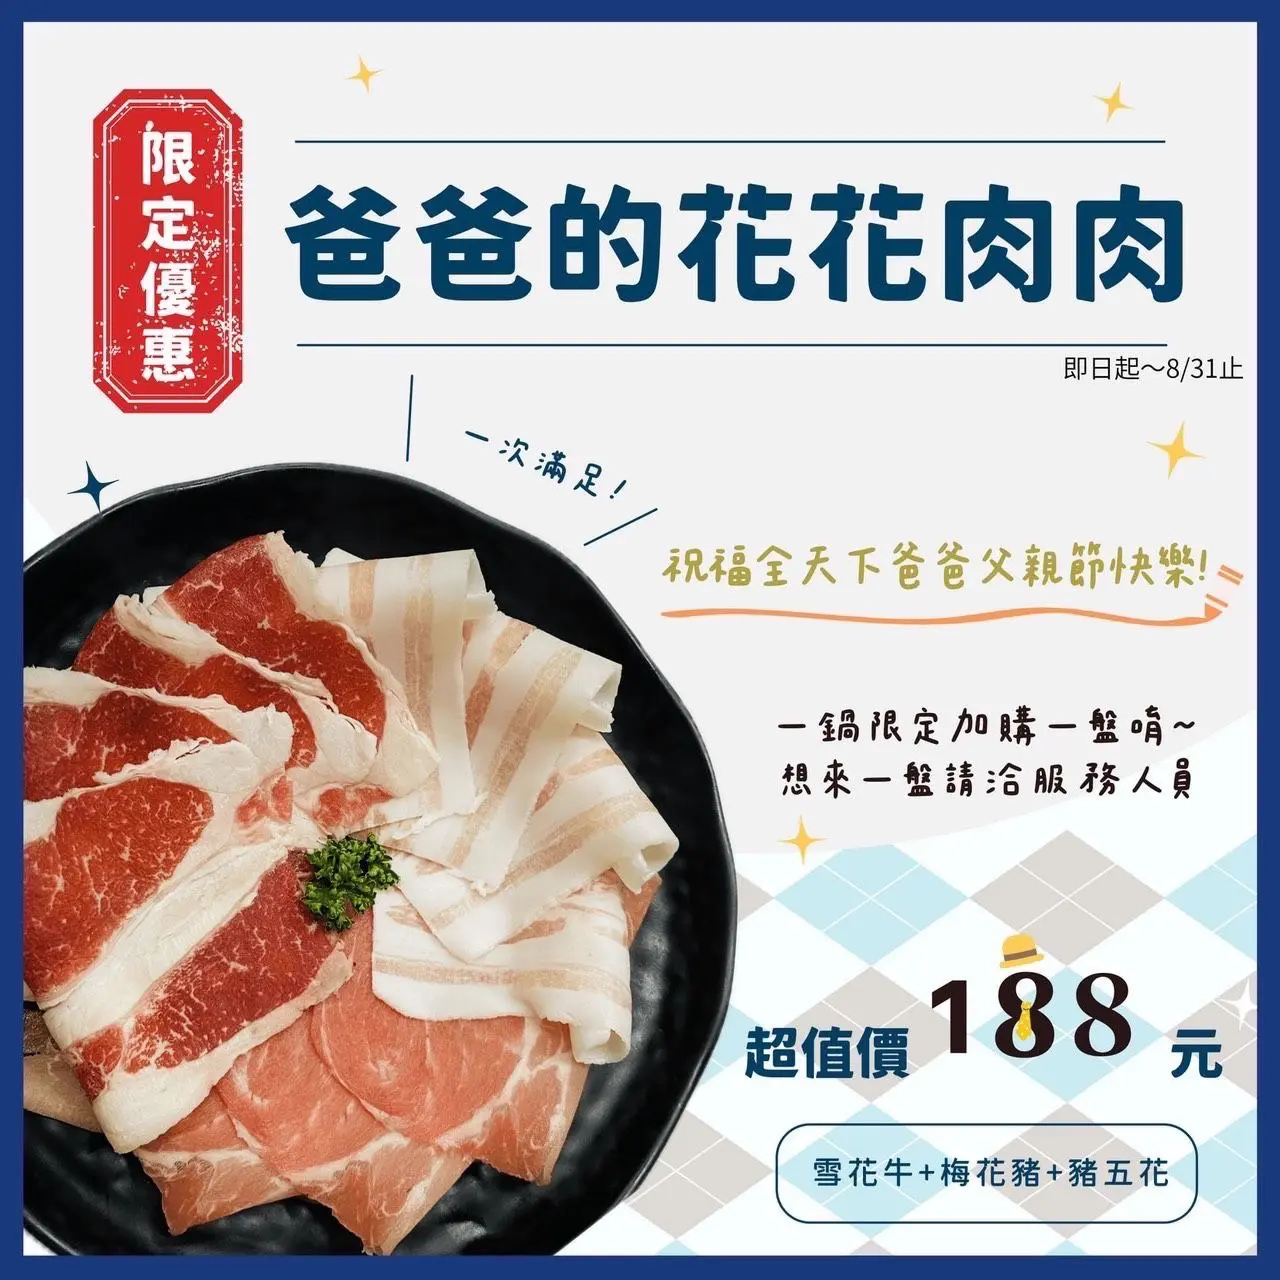 限定優惠
爸爸的花花肉肉
即日起～8/31止
一次滿足!
祝福全天下爸爸父親節快樂!
一鍋限定加購一盤唷~
想來一盤請洽服務人員
超值價 188 元
雪花牛+梅花豬+豬五花